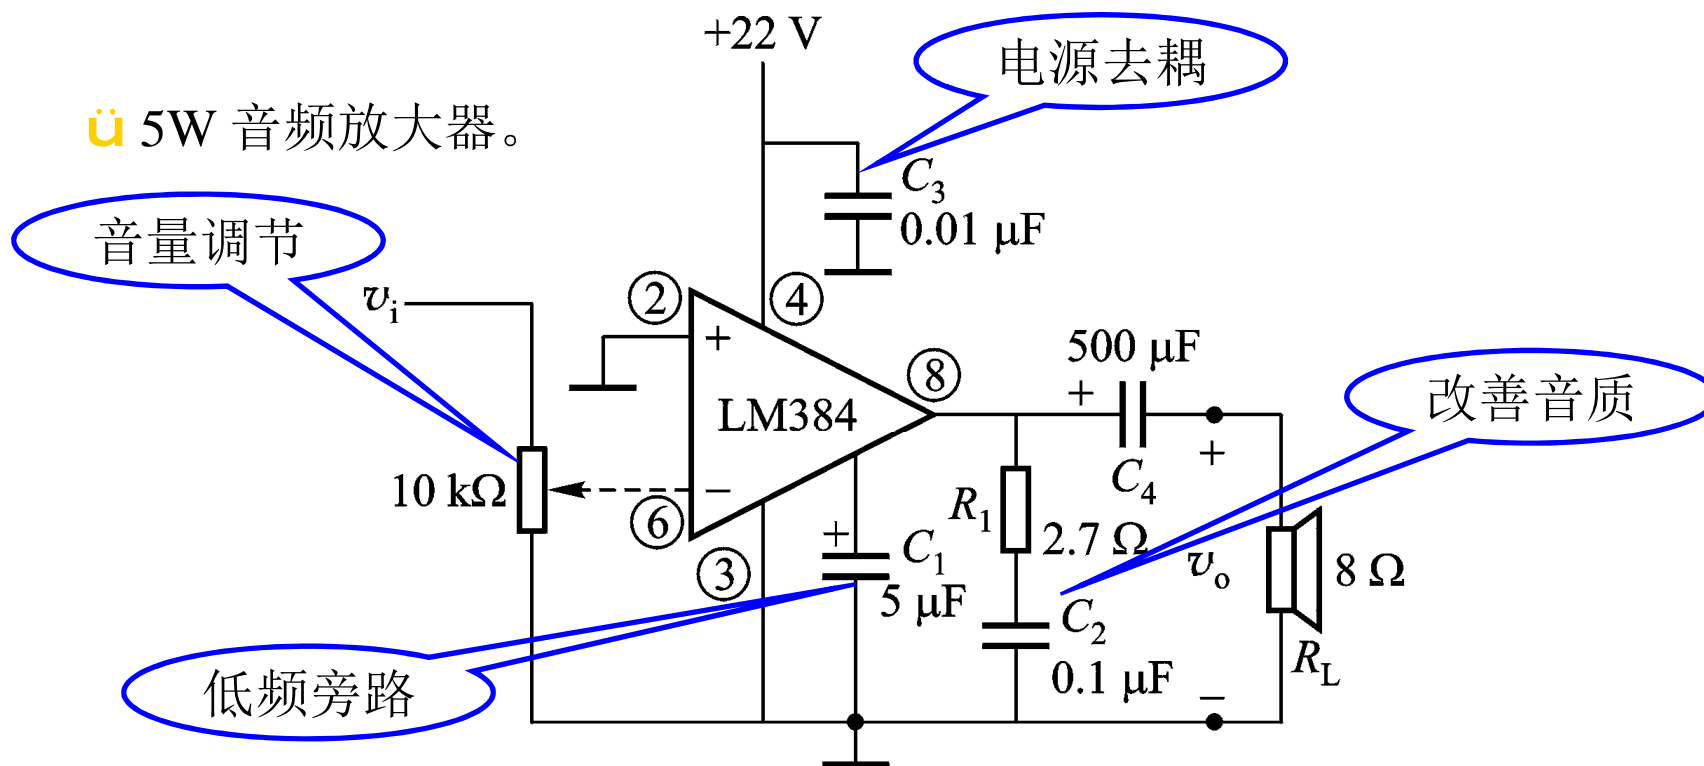 +22 V
电源去耦
ü 5W 音频放大器。
C3
0.01 μF
音量调节
vi
②
④
+
⑧
500 μF
+
LM384
改善音质
+
C4
10 kΩ
−
⑥
R1
2.7 Ω
+
C1
5 μF
③
vo
8 Ω
C2
0.1 μF
RL
低频旁路
−